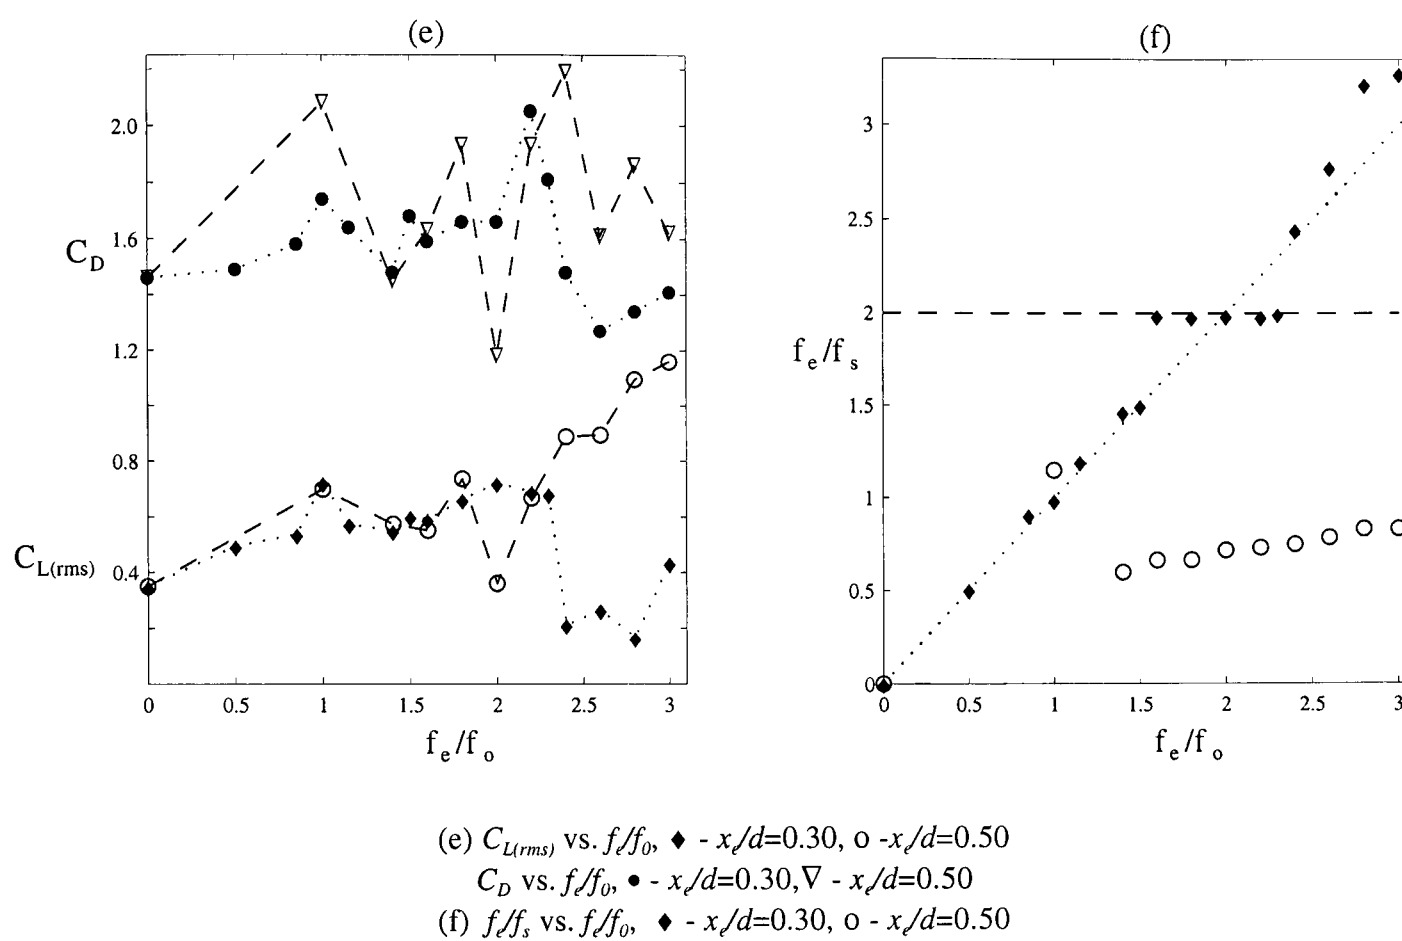 (e)
(f)
2.0
1.6
C_D
1.2
0.8
C_L(rms)
0.4
0 0.5 1 1.5 2 2.5 3
f_e/f_o
3
2.5
2
f_e/f_s
1.5
1
0.5
0
0 0.5 1 1.5 2 2.5 3
f_e/f_o
(e) C_L(rms) vs. f_e/f_0, ♦ - x_e/d=0.30, o -x_e/d=0.50
C_D vs. f_e/f_0, ● - x_e/d=0.30,∇ - x_e/d=0.50
(f) f_e/f_s vs. f_e/f_0, ♦ - x_e/d=0.30, o - x_e/d=0.50